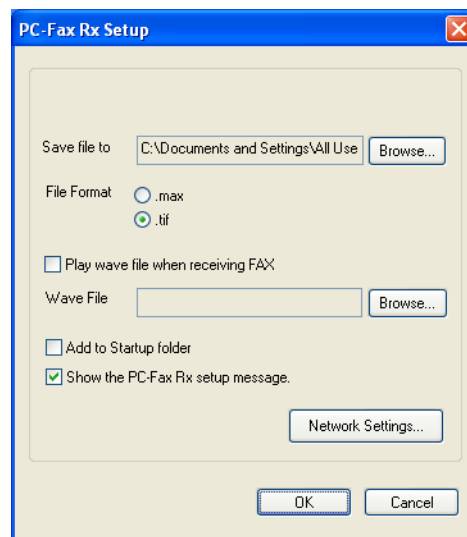 PC-Fax Rx Setup
Save file to C:\Documents and Settings\All Use Browse...
File Format .max
.tif
Play wave file when receiving FAX
Wave File Browse...
Add to Startup folder
Show the PC-Fax Rx setup message.
Network Settings...
OK Cancel